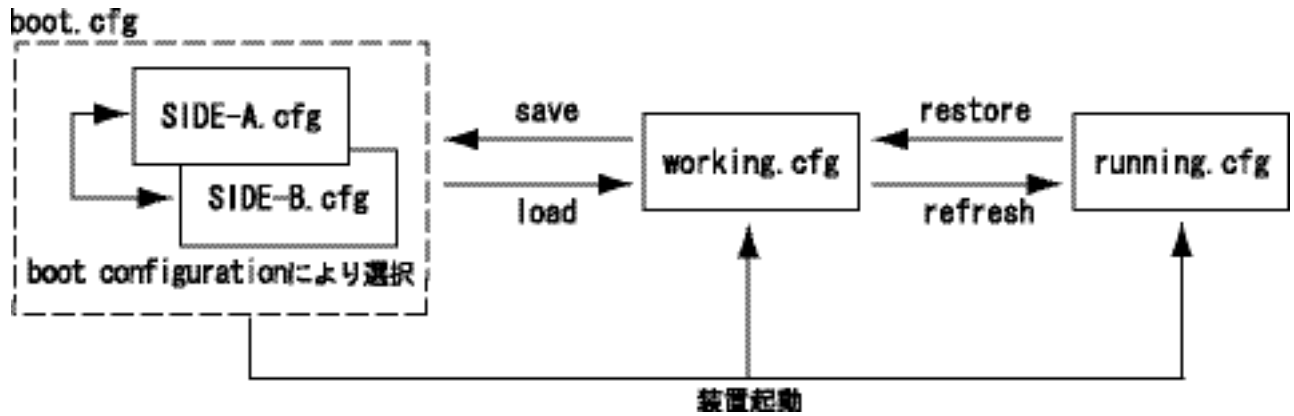 boot.cfg
SIDE-A.cfg
SIDE-B.cfg
boot configurationにより選択
save
load
working.cfg
restore
refresh
running.cfg
装置起動